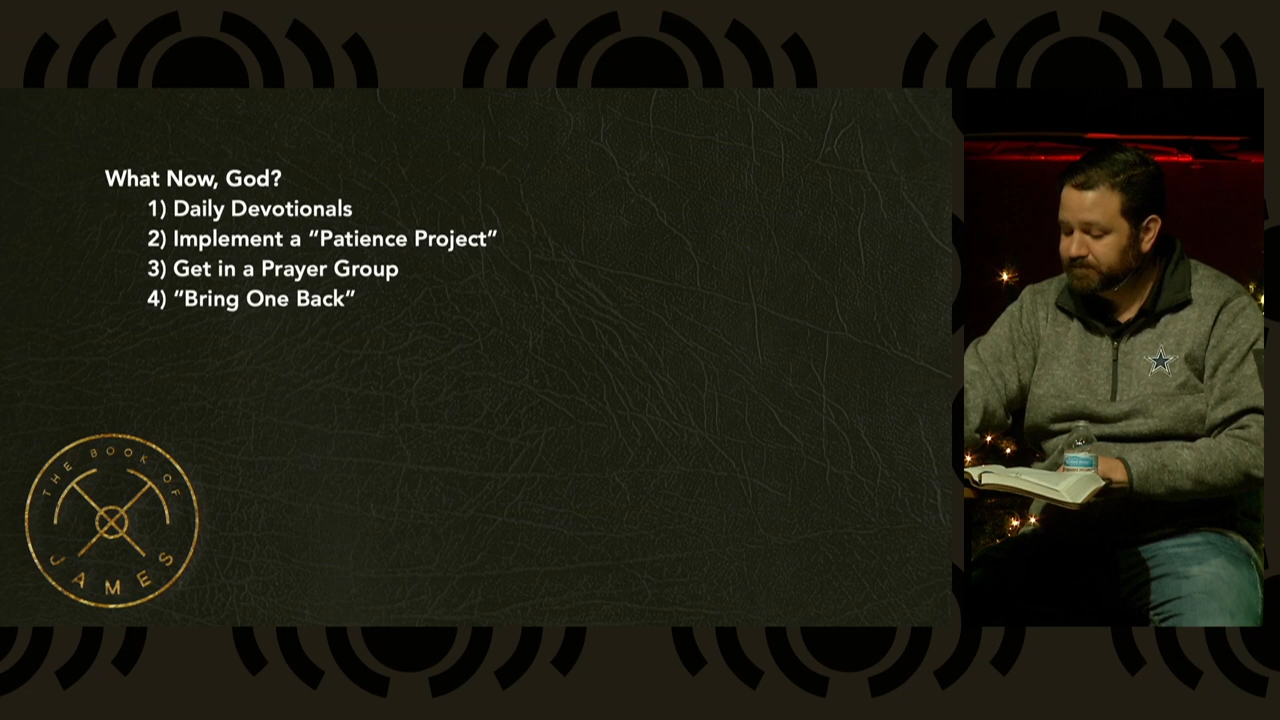 What Now, God?
1) Daily Devotionals
2) Implement a “Patience Project”
3) Get in a Prayer Group
4) “Bring One Back”
THE BOOK OF
JAMES